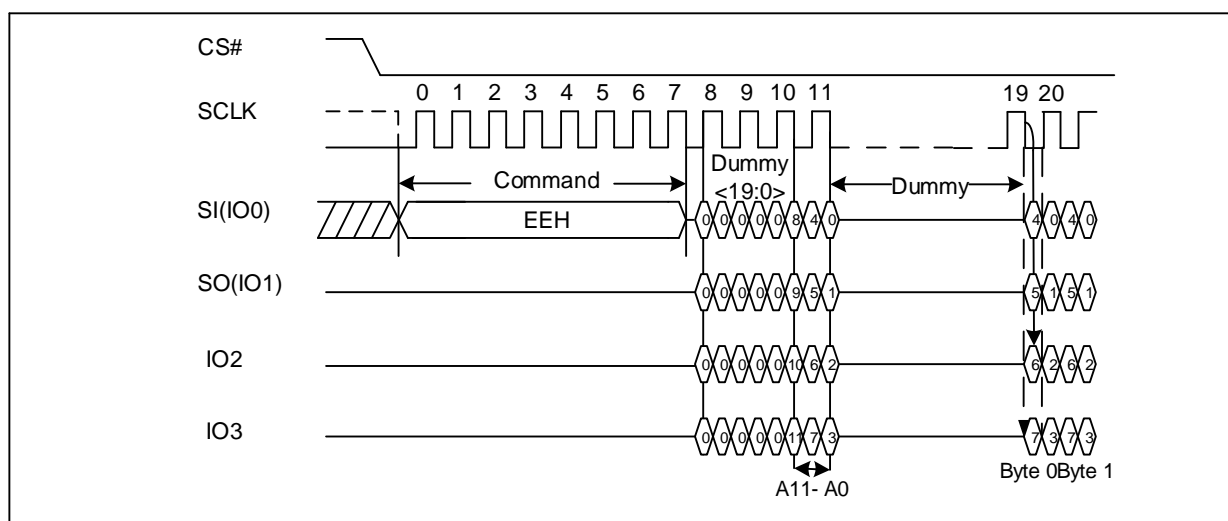 CS#
0 1 2 3 4 5 6 7 8 9 10 11 19 20
SCLK
Command
Dummy
<19:0>
Dummy
SI(IO0)
EEH
0 0 0 0 0 8 4 0 4 0 4 0
SO(IO1)
0 0 0 0 0 9 5 1 5 1 5 1
IO2
0 0 0 0 0 10 6 2 6 2 6 2
IO3
0 0 0 0 0 11 7 3 7 3 7 3
A11- A0
Byte 0Byte 1